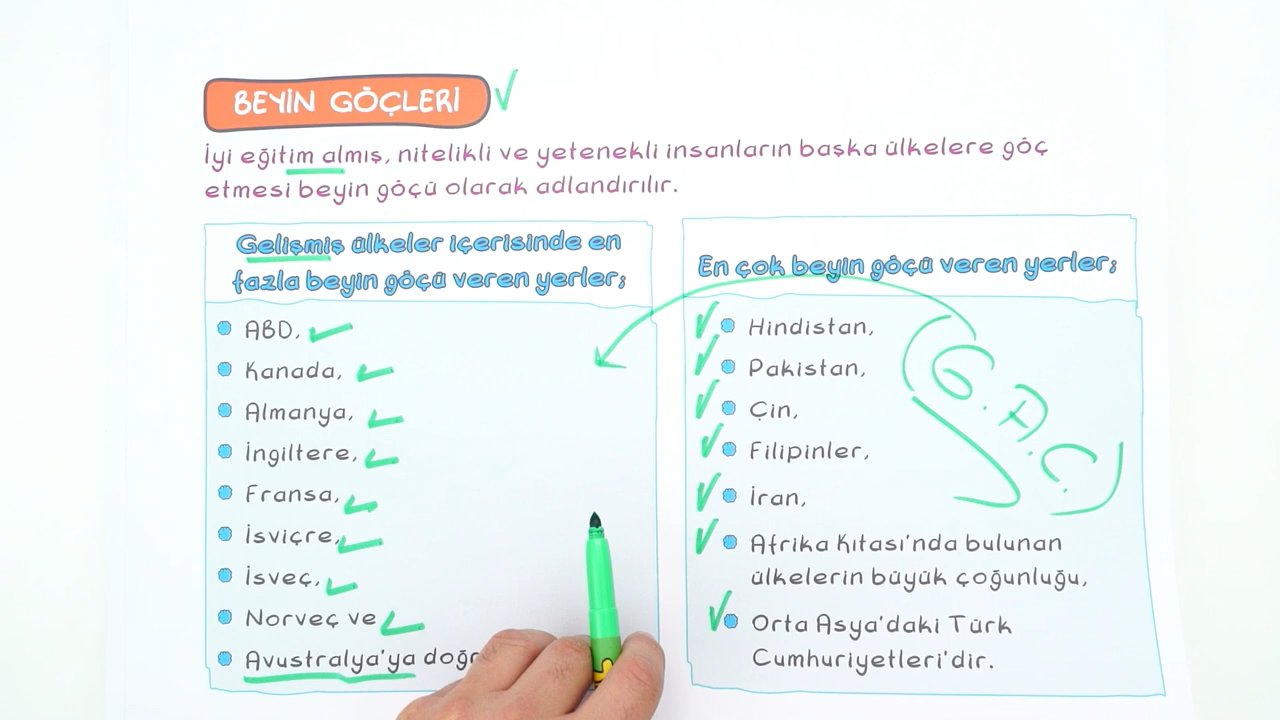 BEYİN GÖÇLERİ
İyi eğitim almış, nitelikli ve yetenekli insanların başka ülkelere göç
etmesi beyin göçü olarak adlandırılır.
Gelişmiş ülkeler içerisinde en
fazla beyin göçü veren yerler;
ABD,
Kanada,
Almanya,
İngiltere,
Fransa,
İsviçre,
İsveç,
Norveç ve
Avustralya'ya
En çok beyin göçü veren yerler;
Hindistan,
Pakistan,
Çin,
Filipinler,
İran,
Afrika Kıtası'nda bulunan
ülkelerin büyük çoğunluğu,
Orta Asya'daki Türk
Cumhuriyetleri'dir.
G.A.Ç